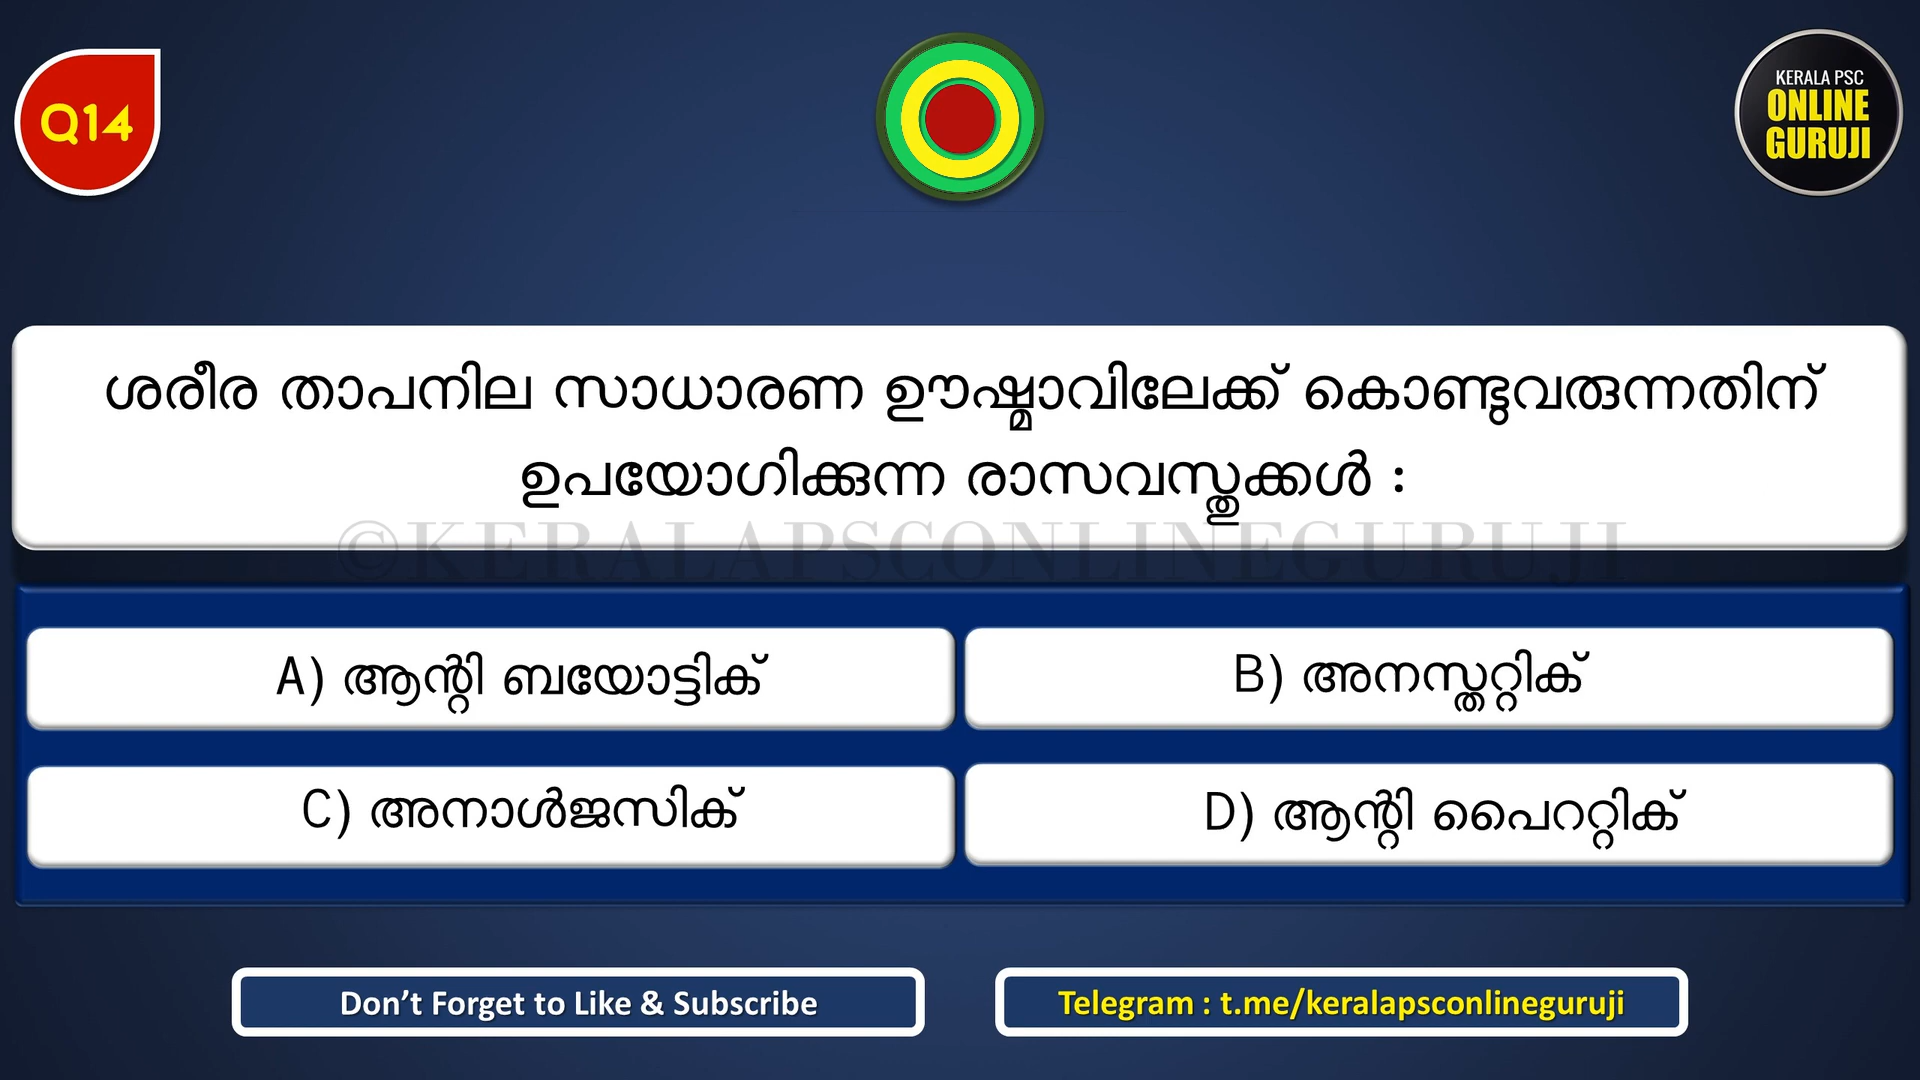 Q14
KERALA PSC
ONLINE
GURUJI
ശരീര താപനില സാധാരണ ഊഷ്മാവിലേക്ക് കൊണ്ടുവരുന്നതിന്
ഉപയോഗിക്കുന്ന രാസവസ്തുക്കൾ :
©KERALAPSCONLINEGURUJI
A) ആന്റി ബയോട്ടിക്
B) അനസ്തറ്റിക്
C) അനാൾജസിക്
D) ആന്റി പൈററ്റിക്
Don’t Forget to Like & Subscribe
Telegram : t.me/keralapsconlineguruji